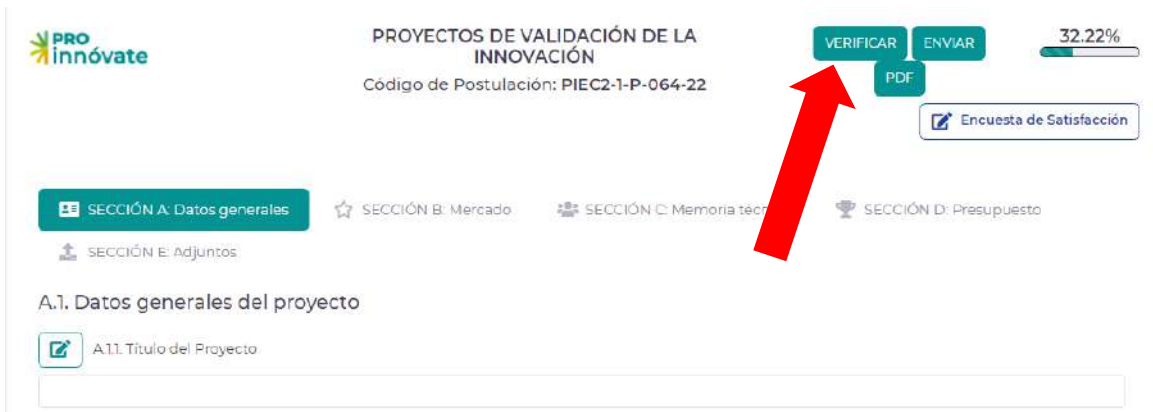 PRO
innóvate
PROYECTOS DE VALIDACIÓN DE LA
INNOVACIÓN
Código de Postulación: PIEC2-1-P-064-22
VERIFICAR
ENVIAR
PDF
32.22%
Encuesta de Satisfacción
SECCIÓN A: Datos generales
SECCIÓN B: Mercado
SECCIÓN C: Memoria
SECCIÓN D: Presupuesto
SECCIÓN E: Adjuntos
A.1. Datos generales del proyecto
A.1.1. Título del Proyecto